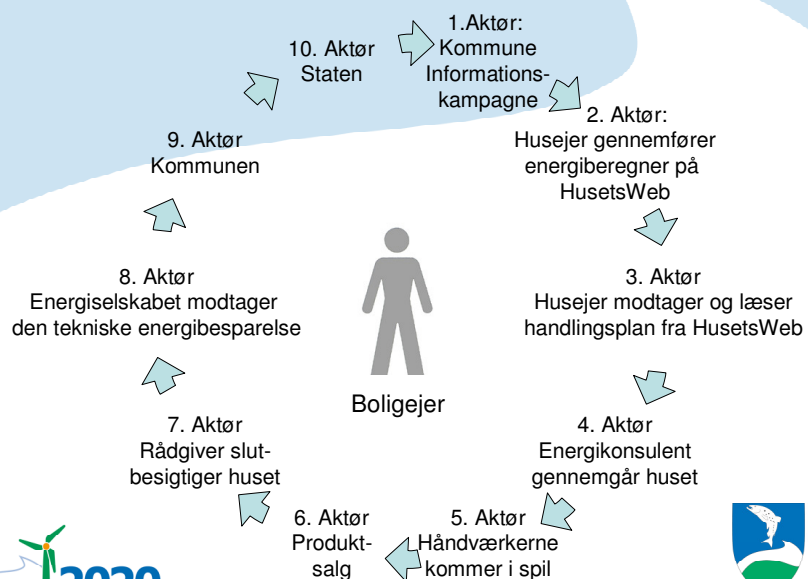 1.Aktør:
Kommune
Informations-
kampagne
2. Aktør:
Husejer gennemfører
energiberegner på
HusetsWeb
3. Aktør
Husejer modtager og læser
handlingsplan fra HusetsWeb
4. Aktør
Energikonsulent
gennemgår huset
5. Aktør
Håndværkerne
kommer i spil
6. Aktør
Produkt-
salg
7. Aktør
Rådgiver slut-
besigtiger huset
8. Aktør
Energiselskabet modtager
den tekniske energibesparelse
9. Aktør
Kommunen
10. Aktør
Staten
Boligejer
2020